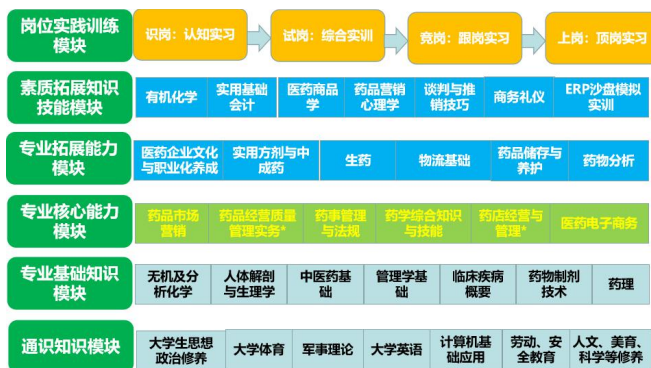 岗位实践训练
模块
识岗：认知实习
试岗：综合实训
竞岗：跟岗实习
上岗：顶岗实习
素质拓展知识
技能模块
有机化学
实用基础
会计
医药商品
学
药品营销
心理学
谈判与推
销技巧
商务礼仪
ERP沙盘模拟
实训
专业拓展能力
模块
医药企业文化
与职业化养成
实用方剂与中
成药
生药
物流基础
药品储存与
养护
药物分析
专业核心能力
模块
药品市场
营销
药品经营质量
管理实务*
药事管理
与法规
药学综合知识
与技能
药店经营与
管理*
医药电子商务
专业基础知识
模块
无机及分
析化学
人体解剖
与生理学
中医药基
础
管理学基
础
临床疾病
概要
药物制剂
技术
药理
通识知识模块
大学生思想
政治修养
大学体育
军事理论
大学英语
计算机基
础应用
劳动、安
全教育
人文、美育、
科学等修养